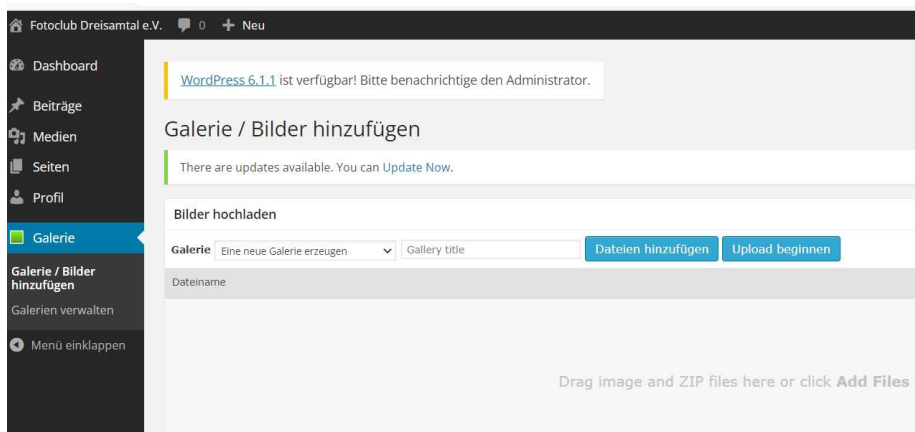 Fotoclub Dreisamtal e.V. 0 + Neu
Dashboard
Beiträge
Medien
Seiten
Profil
Galerie
Galerie / Bilder
hinzufügen
Galerien verwalten
Menü einklappen
WordPress 6.1.1 ist verfügbar! Bitte benachrichtige den Administrator.
Galerie / Bilder hinzufügen
There are updates available. You can Update Now.
Bilder hochladen
Galerie Eine neue Galerie erzeugen Gallery title Dateien hinzufügen Upload beginnen
Dateiname
Drag image and ZIP files here or click Add Files